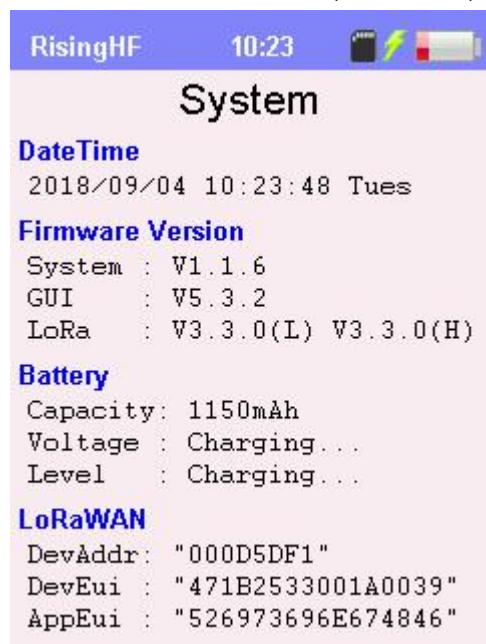 RisingHF 10:23
System
DateTime
2018/09/04 10:23:48 Tues
Firmware Version
System : V1.1.6
GUI : V5.3.2
LoRa : V3.3.0(L) V3.3.0(H)
Battery
Capacity: 1150mAh
Voltage : Charging...
Level : Charging...
LoRaWAN
DevAddr: "000D5DF1"
DevEui : "471B2533001A0039"
AppEui : "526973696E674846"